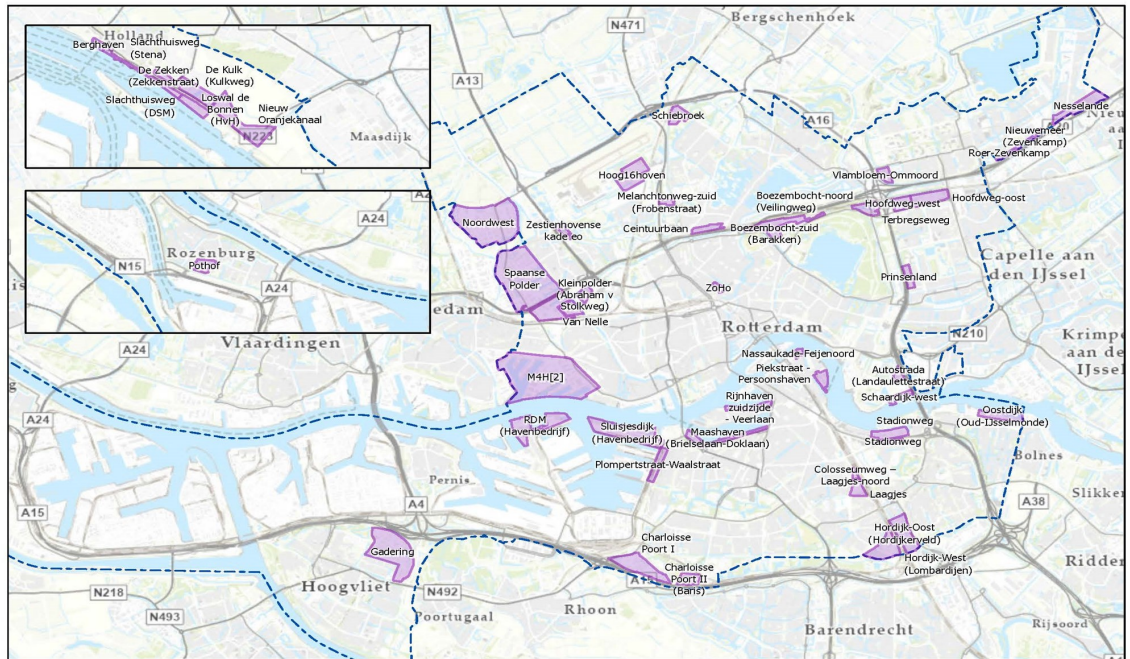 Holland
Berghaven
Slachthuisweg
(Stena)
De Zekken
(Zekkenstraat)
De Kulk
(Kulkweg)
Slachthuisweg
(DSM)
Loswal de
Bonnen
(HvH)
Nieuw
Oranjekanaal
N223
Maasdijk
N471
Bergschenhoek
A13
A16
Schiebroek
Nesselande
Nieuwemeer
(Zevenkamp)
Roer-Zevenkamp
Hoog16hoven
Vlambloem-Ommoord
Melanchtonweg-zuid
(Frobenstraat)
Boezembocht-noord
(Veilingweg)
Hoofdweg-west
Hoofdweg-oost
Terbregseweg
Noordwest
Zestienhovense
kade eo
Ceintuurbaan
Boezembocht-zuid
(Barakken)
A24
Rozenburg
Pothof
N15
A24
Spaanse
Polder
Kleinpolder
(Abraham v
Stolkweg)
Van Nelle
ZoHo
Prinsenland
Capelle aan
den IJssel
edam
Rotterdam
N210
Krimpe
aan de
IJssel
A24
Vlaardingen
Nassaukade-Feijenoord
Piekstraat -
Persoonshaven
Autostrada
(Landaulettestraat)
Schaardijk-west
M4H[2]
A24
RDM
(Havenbedrijf)
Sluisjesdijk
(Havenbedrijf)
Rijnhaven
zuidzijde
- Veerlaan
Maashaven
(Brielselaan-Doklaan)
Stadionweg
Stadionweg
Oostdijk
(Oud-IJsselmonde)
Bolnes
Plompertstraat-Waalstraat
Pernis
Colosseumweg –
Laagjes-noord
Laagjes
Slikker
A15
A4
A38
Gadering
Charloisse
Poort I
Hordijk-Oost
(Hordijkerveld)
Hordijk-West
(Lombardijen)
Ridder
Charloisse
Poort II
(Baris)
A15
Hoogvliet
N218
N492
N493
Poortugaal
Rhoon
Barendrecht
Rijsoord